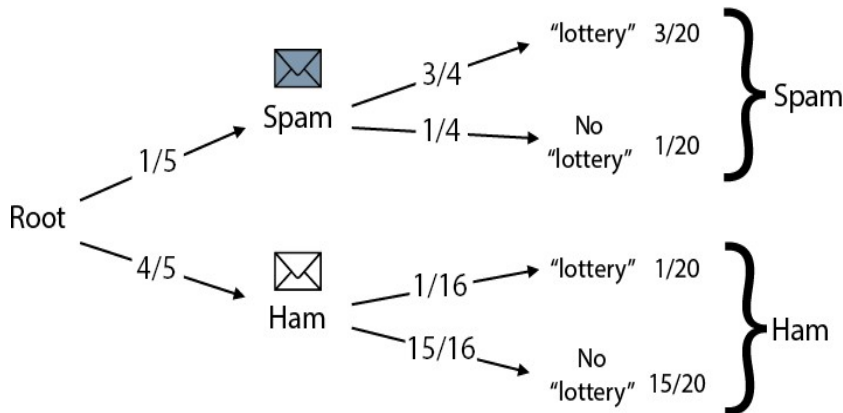 “lottery” 3/20
3/4
Spam
Spam
1/4
No
“lottery” 1/20
1/5
Root
4/5
“lottery” 1/20
1/16
Ham
Ham
15/16
No
“lottery” 15/20